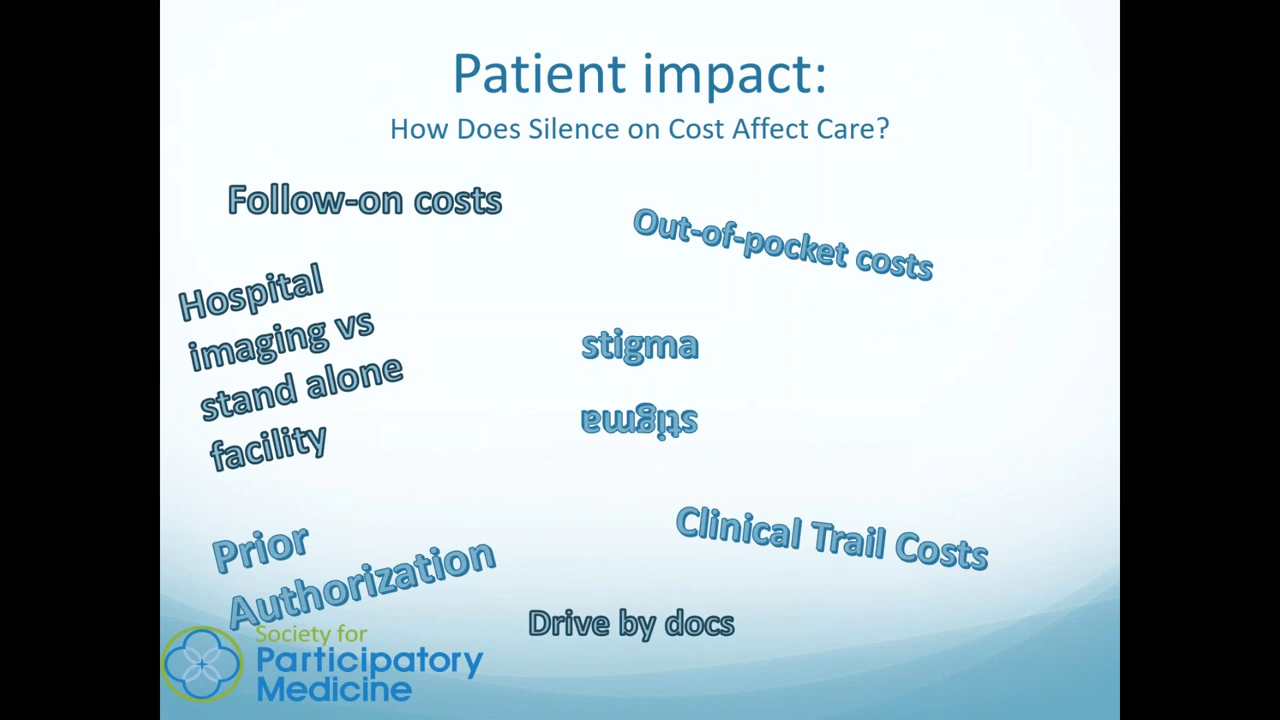 Patient impact:
How Does Silence on Cost Affect Care?
Follow-on costs
Out-of-pocket costs
Hospital
imaging vs
stand alone
facility
stigma
stigma
Clinical Trail Costs
Prior
Authorization
Drive by docs
Society for
Participatory
Medicine